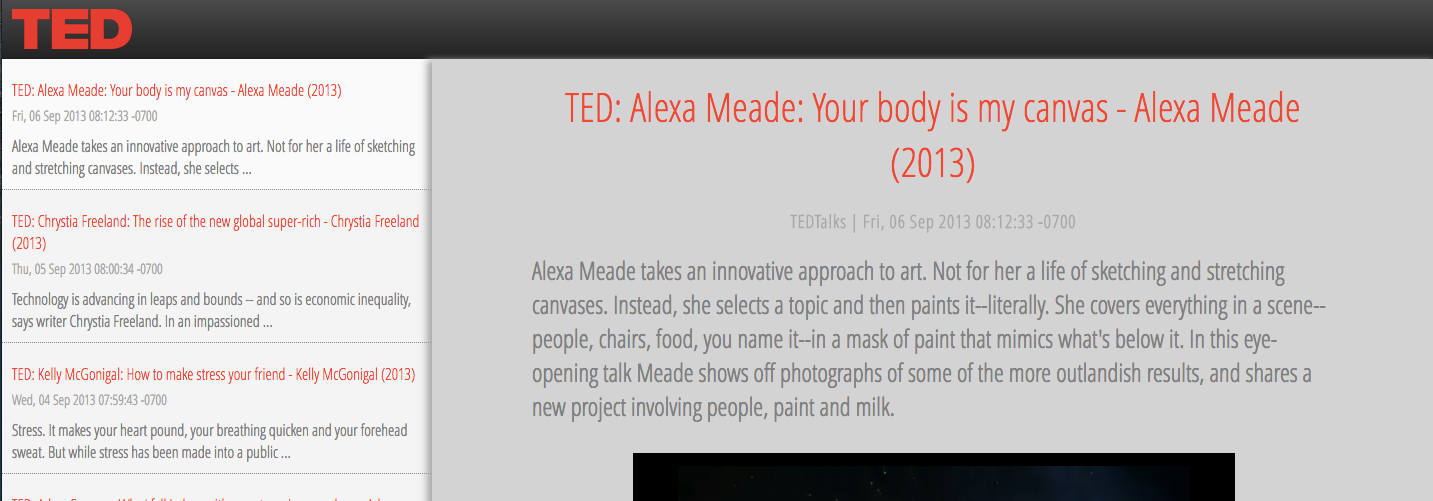 TED
TED: Alexa Meade: Your body is my canvas - Alexa Meade (2013)
Fri, 06 Sep 2013 08:12:33 -0700
Alexa Meade takes an innovative approach to art. Not for her a life of sketching
and stretching canvases. Instead, she selects ...
TED: Chrystia Freeland: The rise of the new global super-rich - Chrystia Freeland
(2013)
Thu, 05 Sep 2013 08:00:34 -0700
Technology is advancing in leaps and bounds -- and so is economic inequality,
says writer Chrystia Freeland. In an impassioned ...
TED: Kelly McGonigal: How to make stress your friend - Kelly McGonigal (2013)
Wed, 04 Sep 2013 07:59:43 -0700
Stress. It makes your heart pound, your breathing quicken and your forehead
sweat. But while stress has been made into a public ...
TED: Alexa Meade: Your body is my canvas - Alexa Meade
(2013)
TEDTalks | Fri, 06 Sep 2013 08:12:33 -0700
Alexa Meade takes an innovative approach to art. Not for her a life of sketching and stretching
canvases. Instead, she selects a topic and then paints it--literally. She covers everything in a scene--
people, chairs, food, you name it--in a mask of paint that mimics what's below it. In this eye-
opening talk Meade shows off photographs of some of the more outlandish results, and shares a
new project involving people, paint and milk.